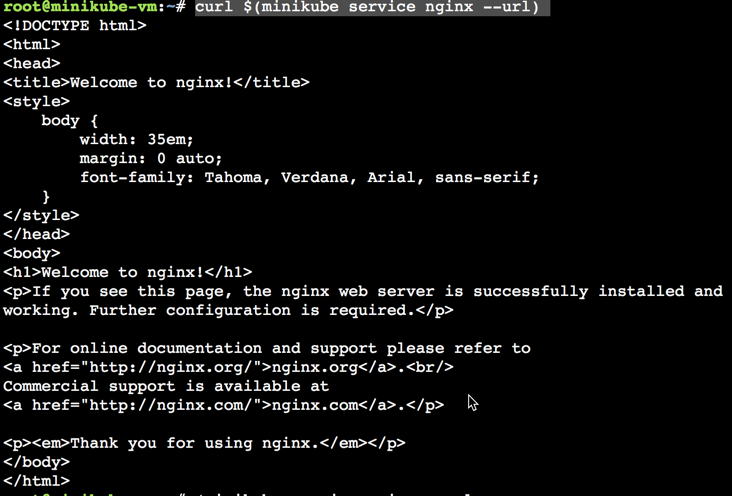 root@minikube-vm:~# curl $(minikube service nginx --url)
<!DOCTYPE html>
<html>
<head>
<title>Welcome to nginx!</title>
<style>
    body {
        width: 35em;
        margin: 0 auto;
        font-family: Tahoma, Verdana, Arial, sans-serif;
    }
</style>
</head>
<body>
<h1>Welcome to nginx!</h1>
<p>If you see this page, the nginx web server is successfully installed and
working. Further configuration is required.</p>

<p>For online documentation and support please refer to
<a href="http://nginx.org/">nginx.org</a>.<br/>
Commercial support is available at
<a href="http://nginx.com/">nginx.com</a>.</p>

<p><em>Thank you for using nginx.</em></p>
</body>
</html>